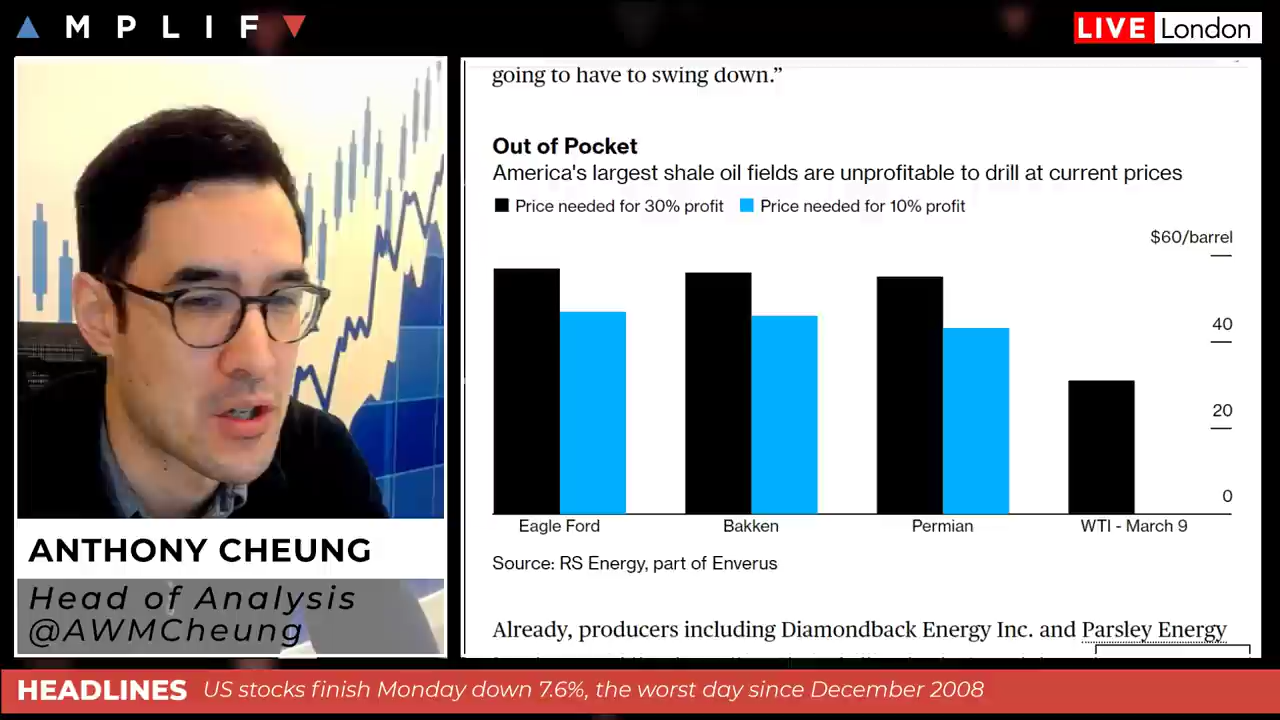 AMPLIFY
LIVE London
going to have to swing down.”
Out of Pocket
America's largest shale oil fields are unprofitable to drill at current prices
Price needed for 30% profit Price needed for 10% profit
$60/barrel
40
20
0
Eagle Ford Bakken Permian WTI - March 9
Source: RS Energy, part of Enverus
Already, producers including Diamondback Energy Inc. and Parsley Energy
ANTHONY CHEUNG
Head of Analysis
@AWMCheung
HEADLINES US stocks finish Monday down 7.6%, the worst day since December 2008